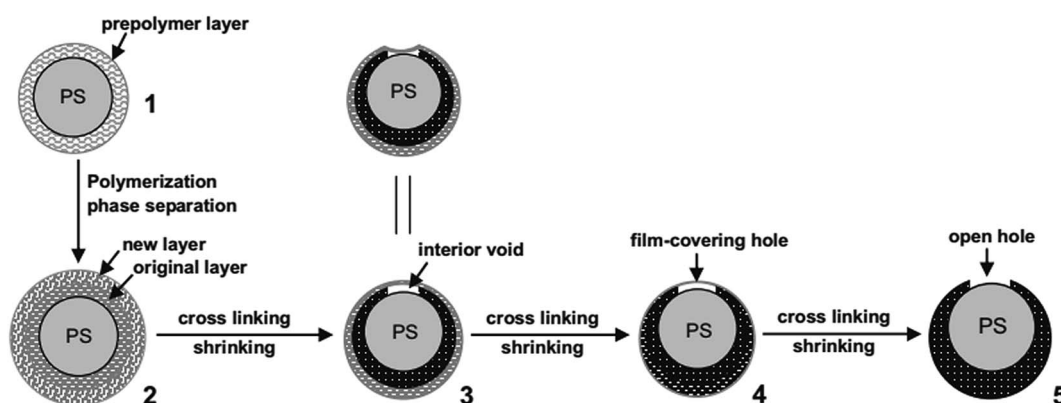 prepolymer layer
PS
1
PS
Polymerization
phase separation
new layer
original layer
interior void
film-covering hole
open hole
PS
2
cross linking
shrinking
PS
3
cross linking
shrinking
PS
4
cross linking
shrinking
PS
5